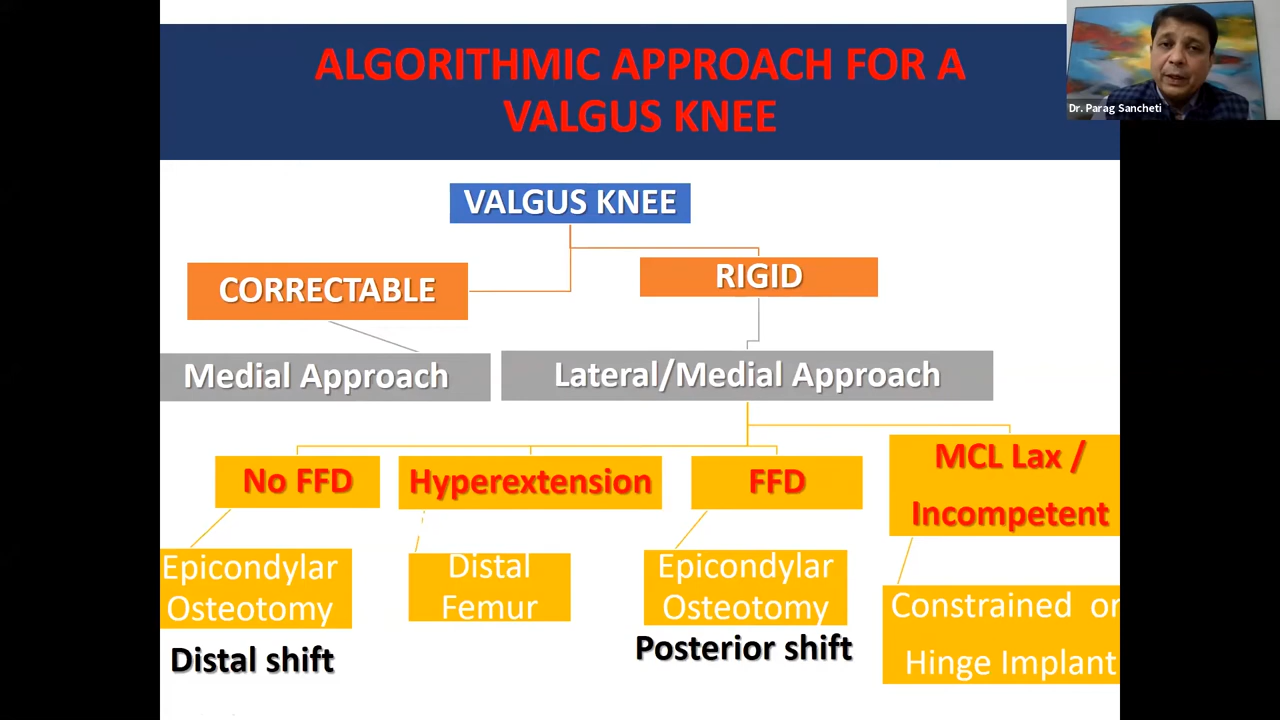 ALGORITHMIC APPROACH FOR A
VALGUS KNEE
Dr. Parag Sancheti
VALGUS KNEE
CORRECTABLE
RIGID
Medial Approach
Lateral/Medial Approach
No FFD
Hyperextension
FFD
MCL Lax /
Incompetent
Epicondylar
Osteotomy
Distal shift
Distal
Femur
Epicondylar
Osteotomy
Posterior shift
Constrained or
Hinge Implant